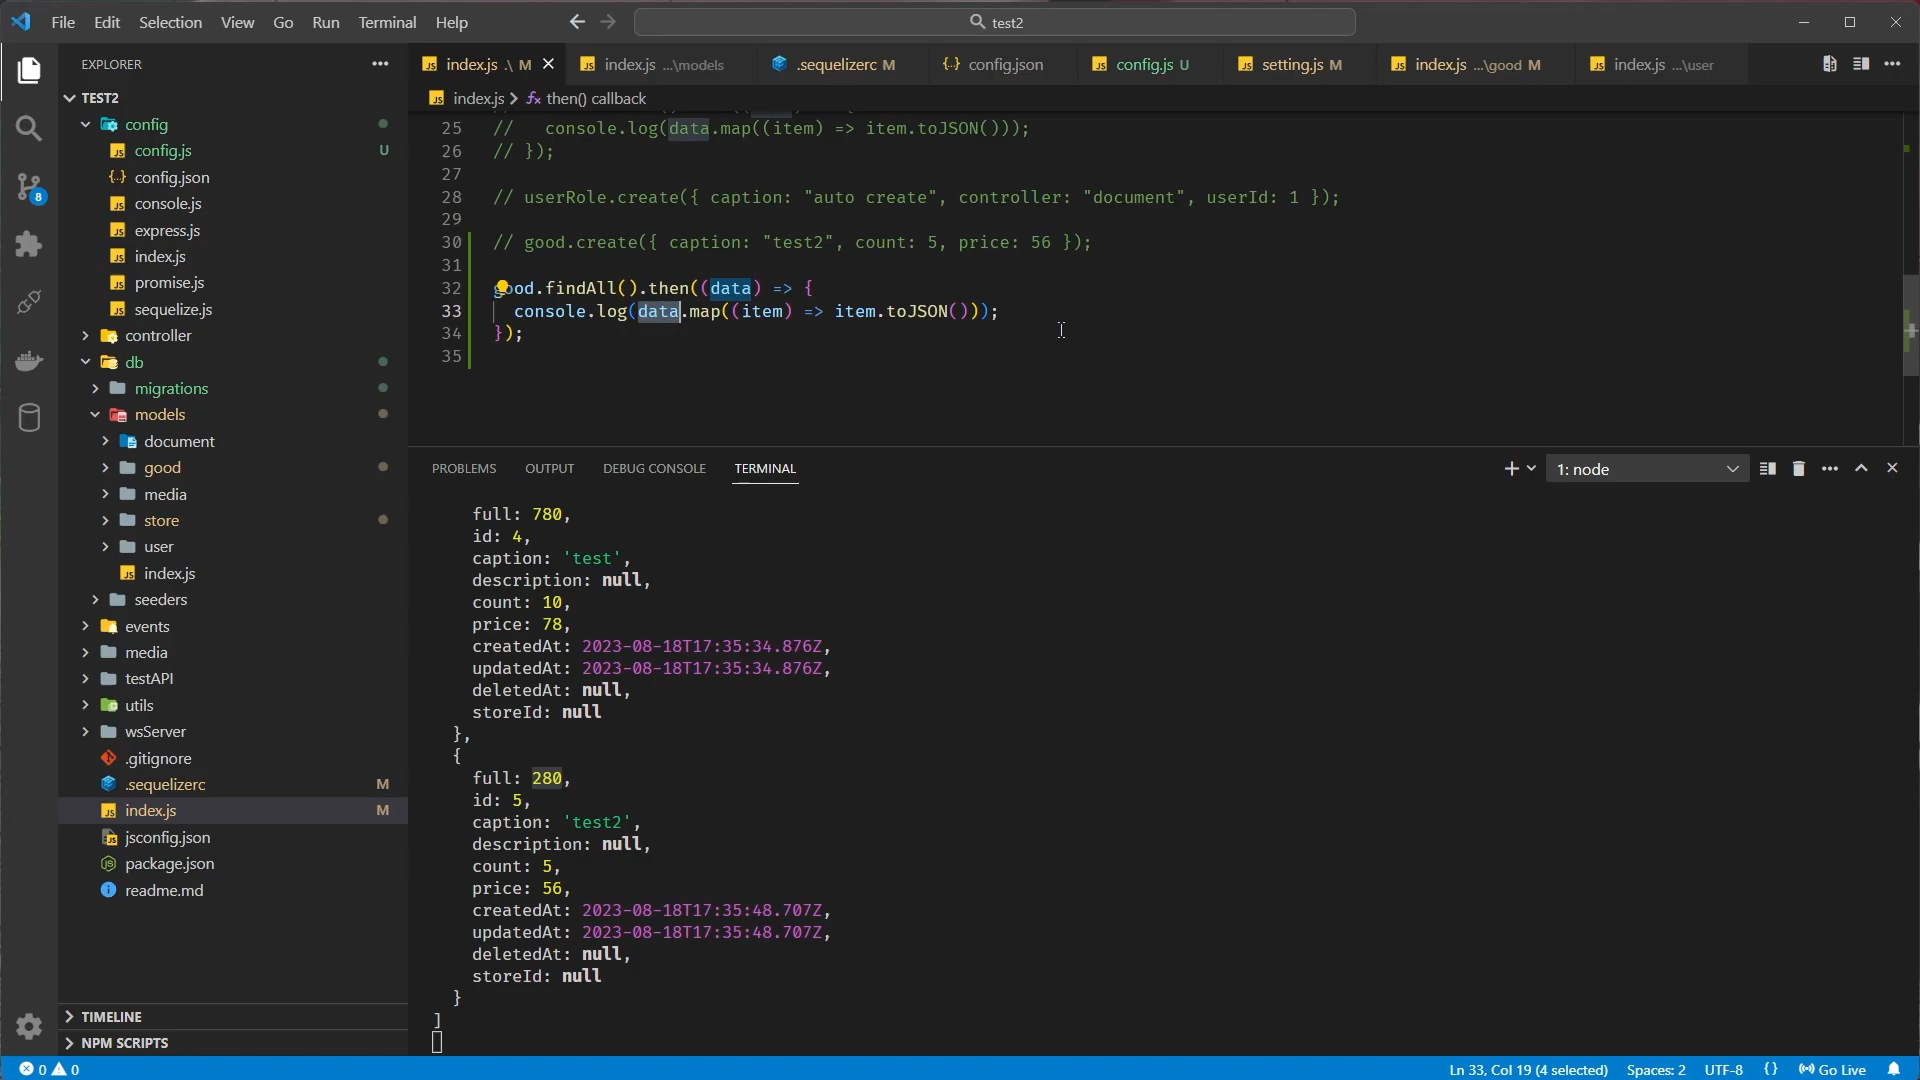 File Edit Selection View Go Run Terminal Help
test2
EXPLORER
index.js .\ M
index.js ...\models
.sequelizerc M
config.json
config.js U
setting.js M
index.js ...\good M
index.js ...\user
TEST2
index.js > then() callback
config
config.js U
config.json
console.js
express.js
index.js
promise.js
sequelize.js
controller
db
migrations
models
document
good
media
store
user
index.js
seeders
events
media
testAPI
utils
wsServer
.gitignore
.sequelizerc M
index.js M
jsconfig.json
package.json
readme.md
TIMELINE
NPM SCRIPTS
8
25 //   console.log(data.map((item) => item.toJSON()));
26 // });
27
28 // userRole.create({ caption: "auto create", controller: "document", userId: 1 });
29
30 // good.create({ caption: "test2", count: 5, price: 56 });
31
32 good.findAll().then((data) => {
33   console.log(data.map((item) => item.toJSON()));
34 });
35
PROBLEMS OUTPUT DEBUG CONSOLE TERMINAL
1: node
full: 780,
id: 4,
caption: 'test',
description: null,
count: 10,
price: 78,
createdAt: 2023-08-18T17:35:34.876Z,
updatedAt: 2023-08-18T17:35:34.876Z,
deletedAt: null,
storeId: null
},
{
full: 280,
id: 5,
caption: 'test2',
description: null,
count: 5,
price: 56,
createdAt: 2023-08-18T17:35:48.707Z,
updatedAt: 2023-08-18T17:35:48.707Z,
deletedAt: null,
storeId: null
}
]
0 0
Ln 33, Col 19 (4 selected) Spaces: 2 UTF-8 {} Go Live